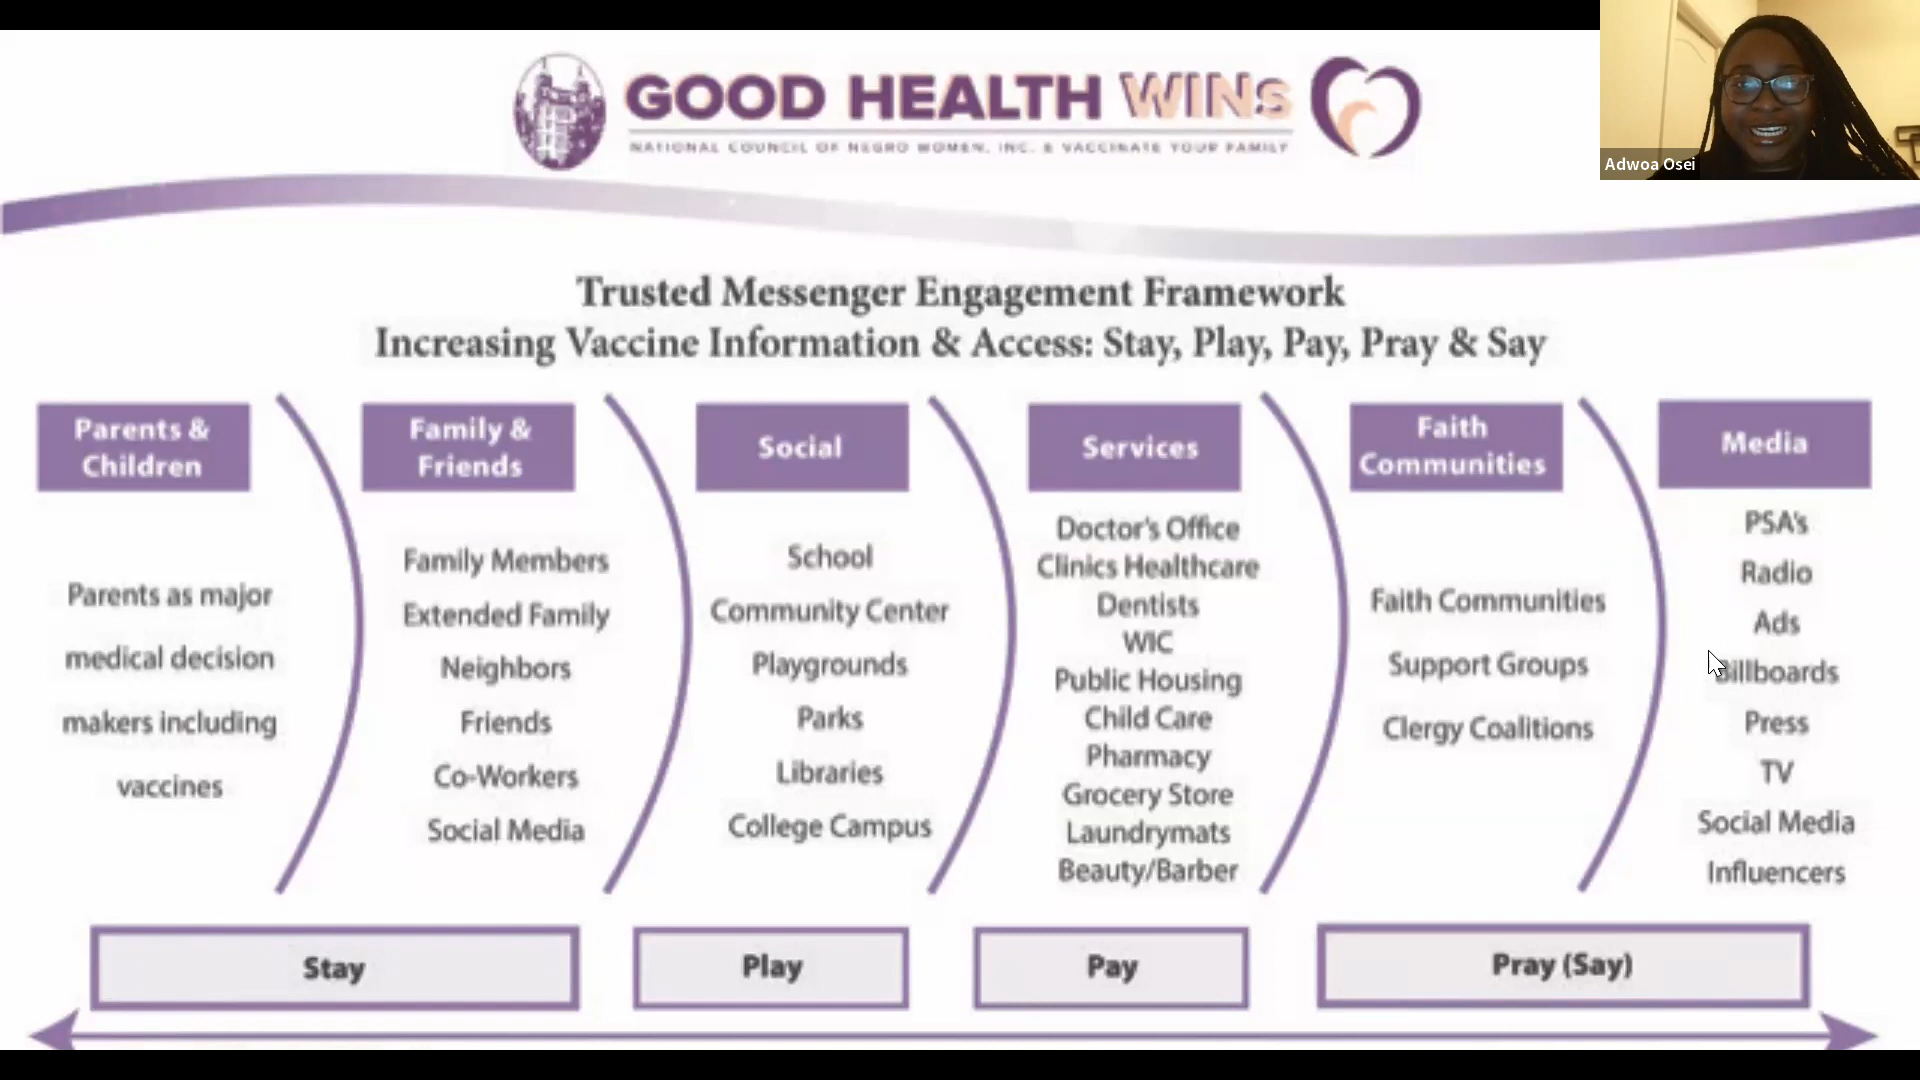 GOOD HEALTH WINs
NATIONAL COUNCIL OF NEGRO WOMEN, INC. & VACCINATE YOUR FAMILY
Adwoa Osei
Trusted Messenger Engagement Framework
Increasing Vaccine Information & Access: Stay, Play, Pay, Pray & Say
Parents &
Children
Parents as major
medical decision
makers including
vaccines
Family &
Friends
Family Members
Extended Family
Neighbors
Friends
Co-Workers
Social Media
Social
School
Community Center
Playgrounds
Parks
Libraries
College Campus
Services
Doctor's Office
Clinics Healthcare
Dentists
WIC
Public Housing
Child Care
Pharmacy
Grocery Store
Laundrymats
Beauty/Barber
Faith
Communities
Faith Communities
Support Groups
Clergy Coalitions
Media
PSA's
Radio
Ads
Billboards
Press
TV
Social Media
Influencers
Stay
Play
Pay
Pray (Say)